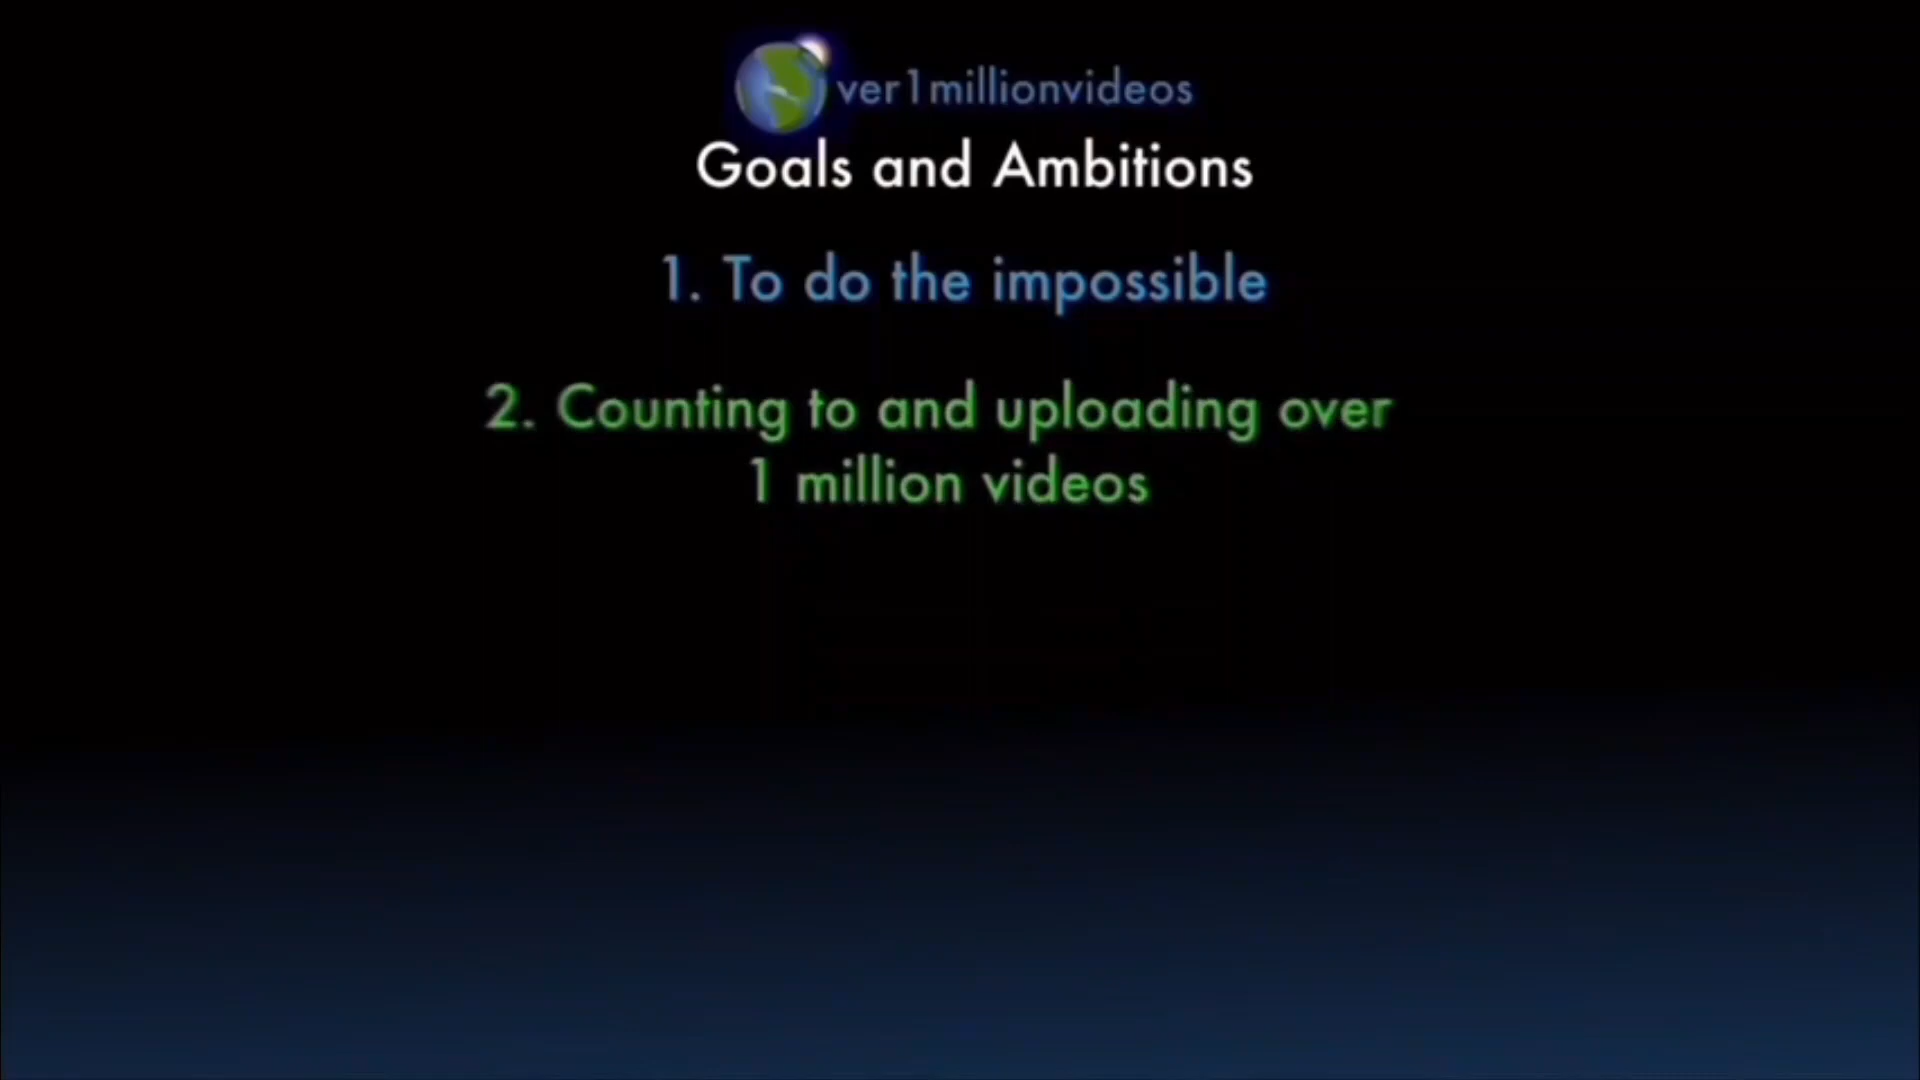 ver1millionvideos
Goals and Ambitions
1. To do the impossible
2. Counting to and uploading over
1 million videos